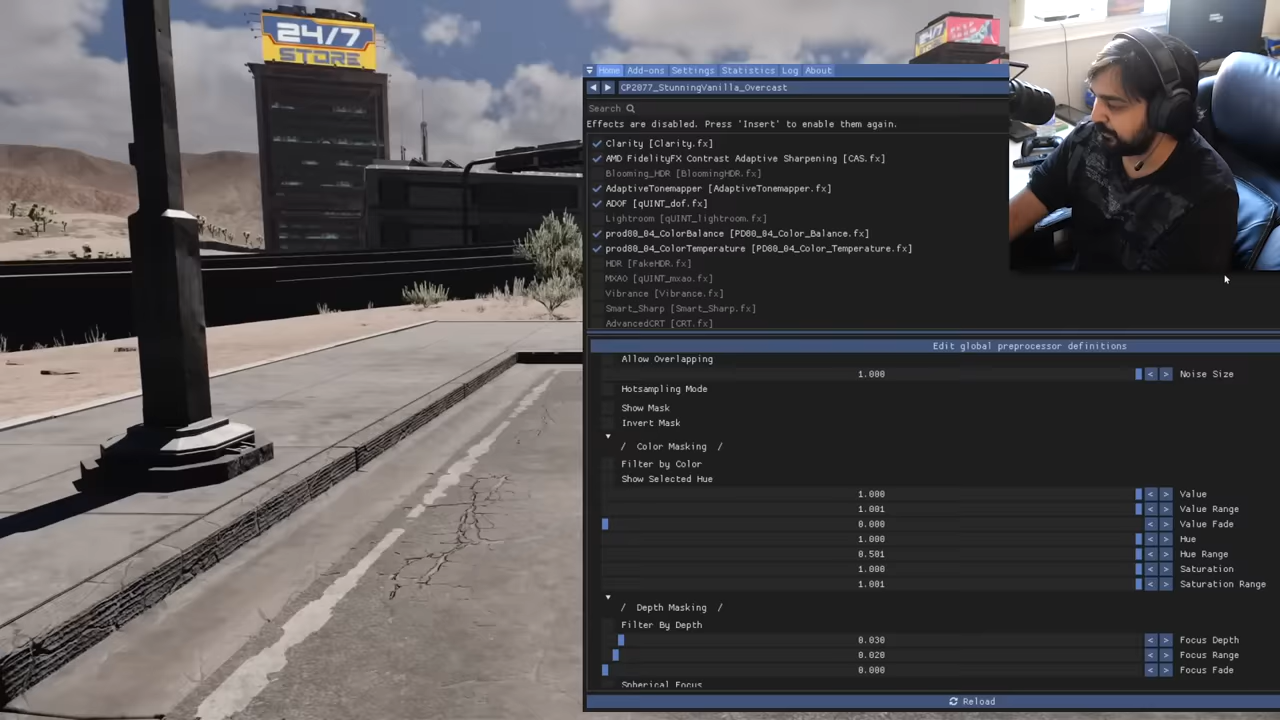 24/7
STORE
24/7
Home Add-ons Settings Statistics Log About
CP2077_StunningVanilla_Overcast
Search
Effects are disabled. Press 'Insert' to enable them again.
Clarity [Clarity.fx]
AMD FidelityFX Contrast Adaptive Sharpening [CAS.fx]
Blooming_HDR [BloomingHDR.fx]
AdaptiveTonemapper [AdaptiveTonemapper.fx]
ADOF [qUINT_dof.fx]
Lightroom [qUINT_lightroom.fx]
prod80_04_ColorBalance [PD80_04_Color_Balance.fx]
prod80_04_ColorTemperature [PD80_04_Color_Temperature.fx]
HDR [FakeHDR.fx]
MXAO [qUINT_mxao.fx]
Vibrance [Vibrance.fx]
Smart_Sharp [Smart_Sharp.fx]
AdvancedCRT [CRT.fx]
Edit global preprocessor definitions
Allow Overlapping
1.000 < > Noise Size
Hotsampling Mode
Show Mask
Invert Mask
/ Color Masking /
Filter by Color
Show Selected Hue
1.000 < > Value
1.001 < > Value Range
0.000 < > Value Fade
1.000 < > Hue
0.501 < > Hue Range
1.000 < > Saturation
1.001 < > Saturation Range
/ Depth Masking /
Filter By Depth
0.030 < > Focus Depth
0.020 < > Focus Range
0.000 < > Focus Fade
Spherical Focus
Reload